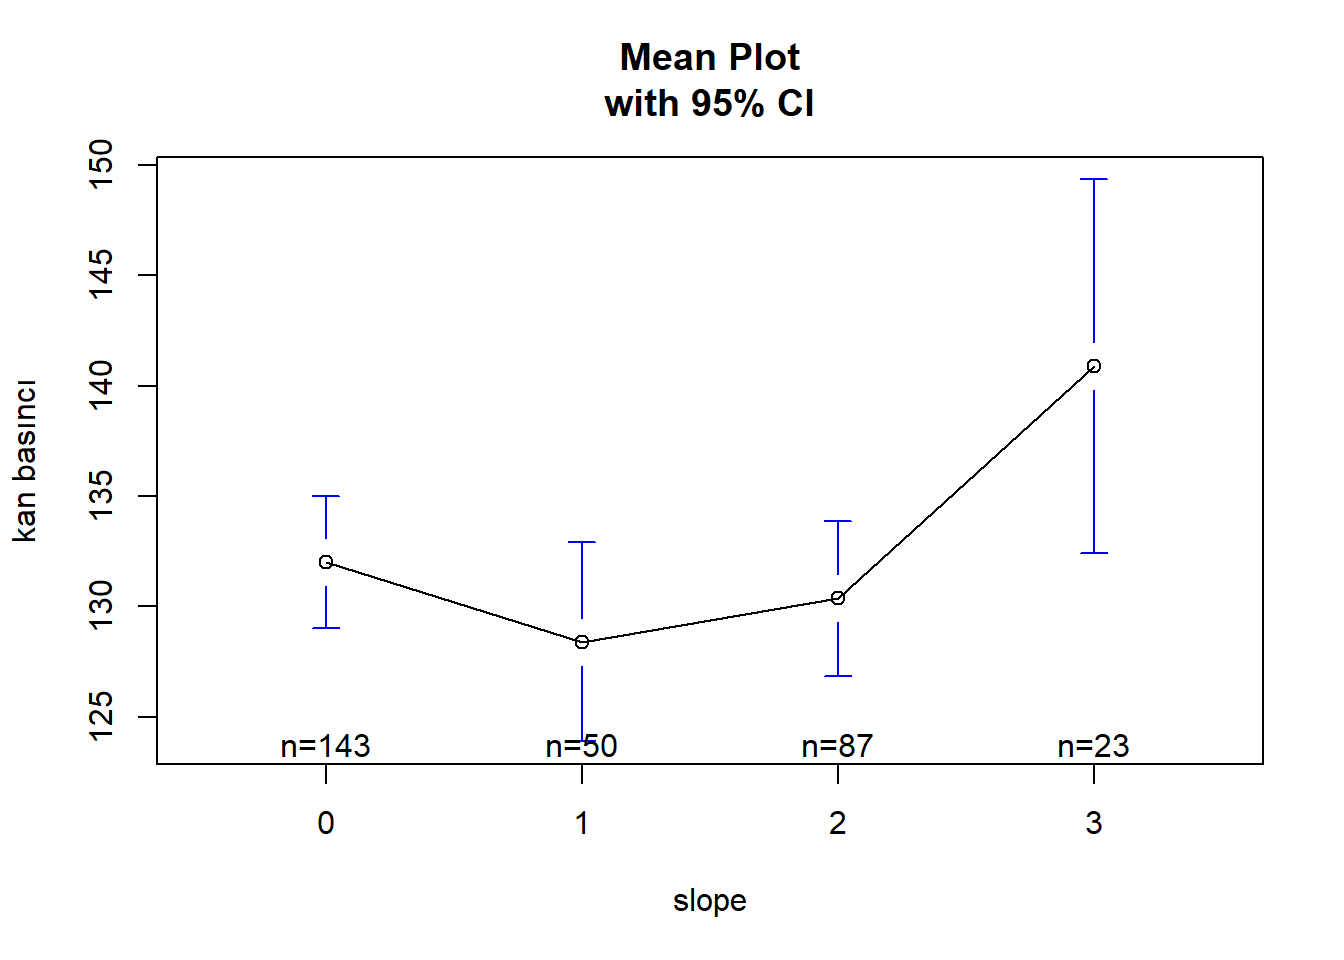 Mean Plot
with 95% CI
150
145
140
135
130
125
kan basıncı
n=143 n=50 n=87 n=23
0 1 2 3
slope